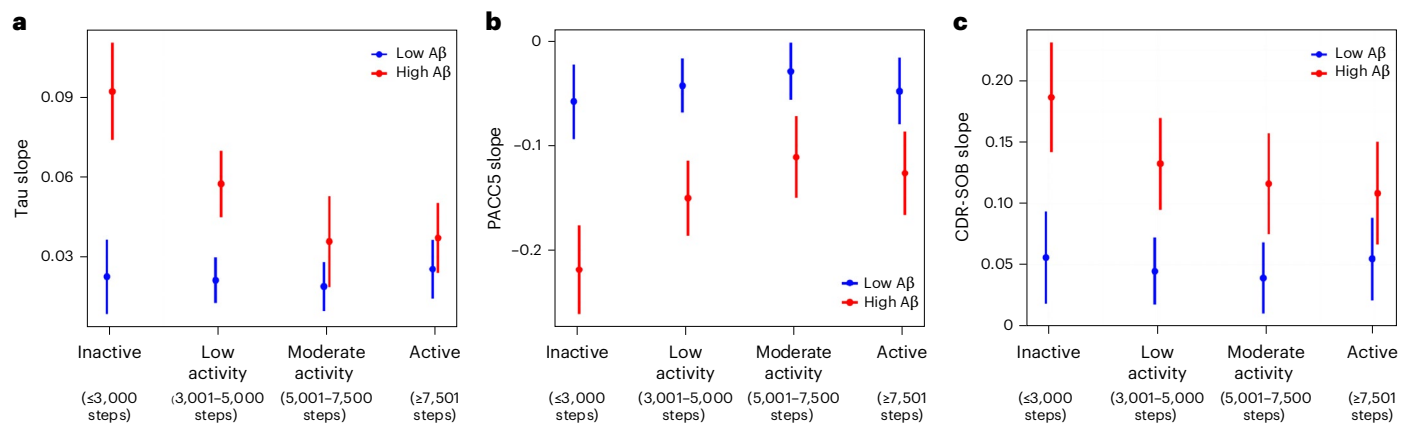 a
Tau slope
0.09
0.06
0.03
Low Aβ
High Aβ
Inactive
Low
activity
Moderate
activity
Active
(≤3,000
steps)
(3,001–5,000
steps)
(5,001–7,500
steps)
(≥7,501
steps)
b
PACC5 slope
0
–0.1
–0.2
Low Aβ
High Aβ
Inactive
Low
activity
Moderate
activity
Active
(≤3,000
steps)
(3,001–5,000
steps)
(5,001–7,500
steps)
(≥7,501
steps)
c
CDR-SOB slope
0.20
0.15
0.10
0.05
0
Low Aβ
High Aβ
Inactive
Low
activity
Moderate
activity
Active
(≤3,000
steps)
(3,001–5,000
steps)
(5,001–7,500
steps)
(≥7,501
steps)